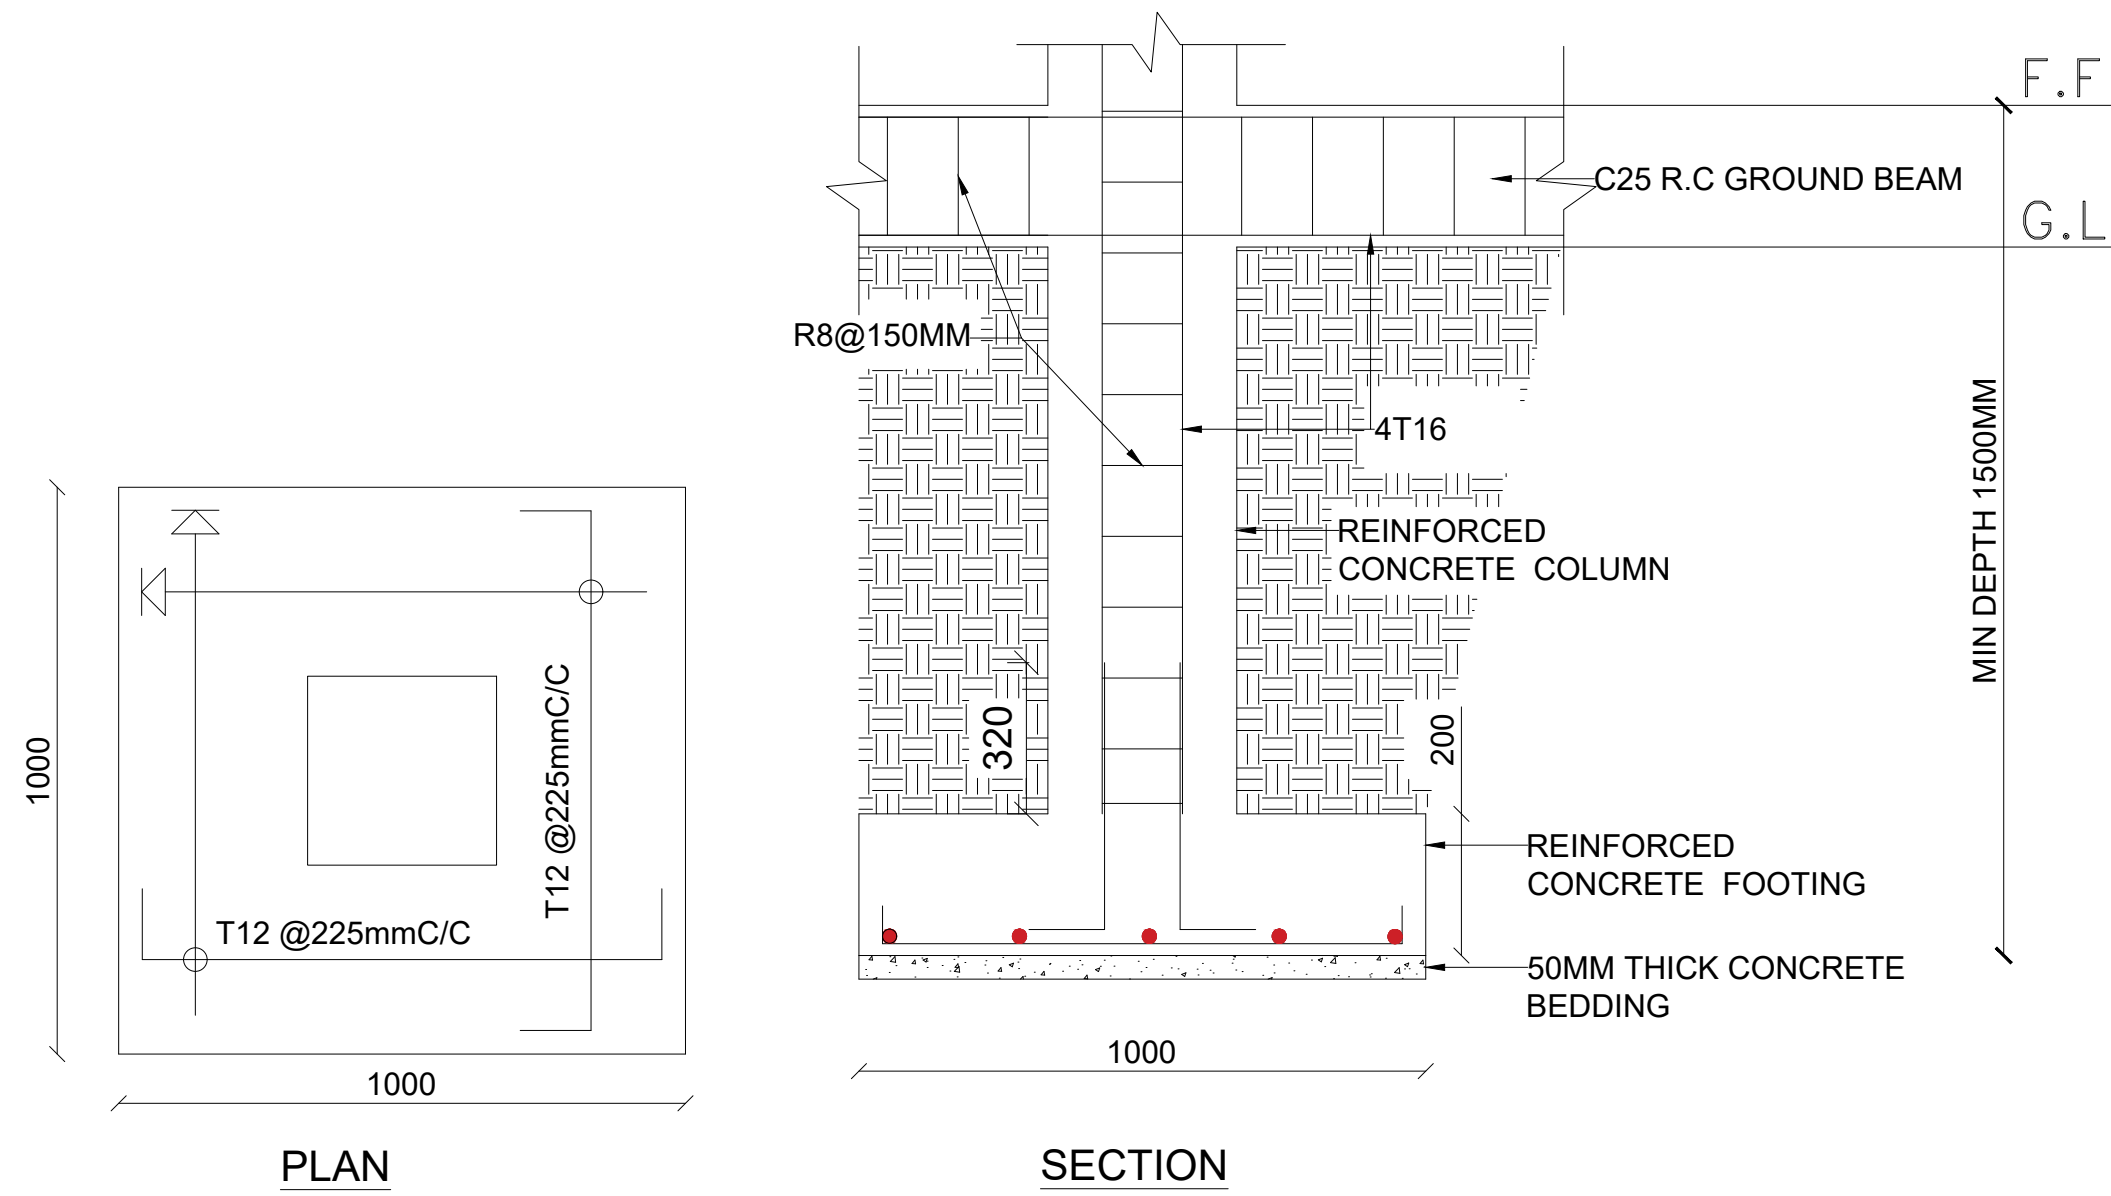 F.F
C25 R.C GROUND BEAM
G.L
R8@150MM
4T16
MIN DEPTH 1500MM
REINFORCED
CONCRETE COLUMN
320
200
1000
T12 @225mmC/C
T12 @225mmC/C
REINFORCED
CONCRETE FOOTING
50MM THICK CONCRETE
BEDDING
1000
1000
PLAN
SECTION